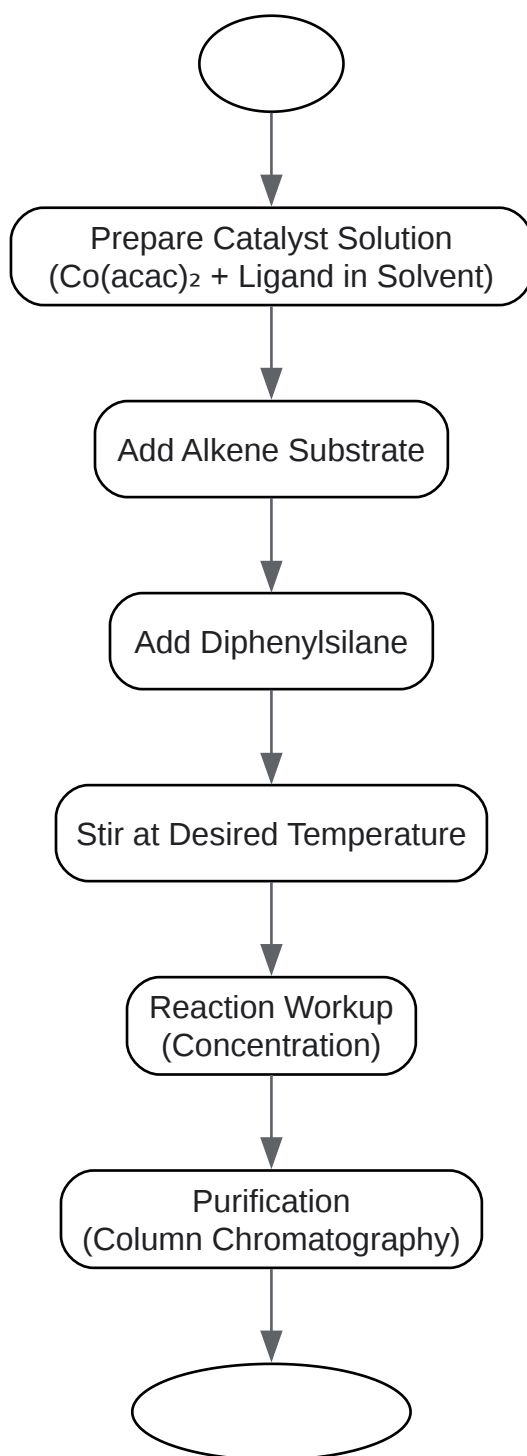 Prepare Catalyst Solution
(Co(acac)₂ + Ligand in Solvent)
Add Alkene Substrate
Add Diphenylsilane
Stir at Desired Temperature
Reaction Workup
(Concentration)
Purification
(Column Chromatography)